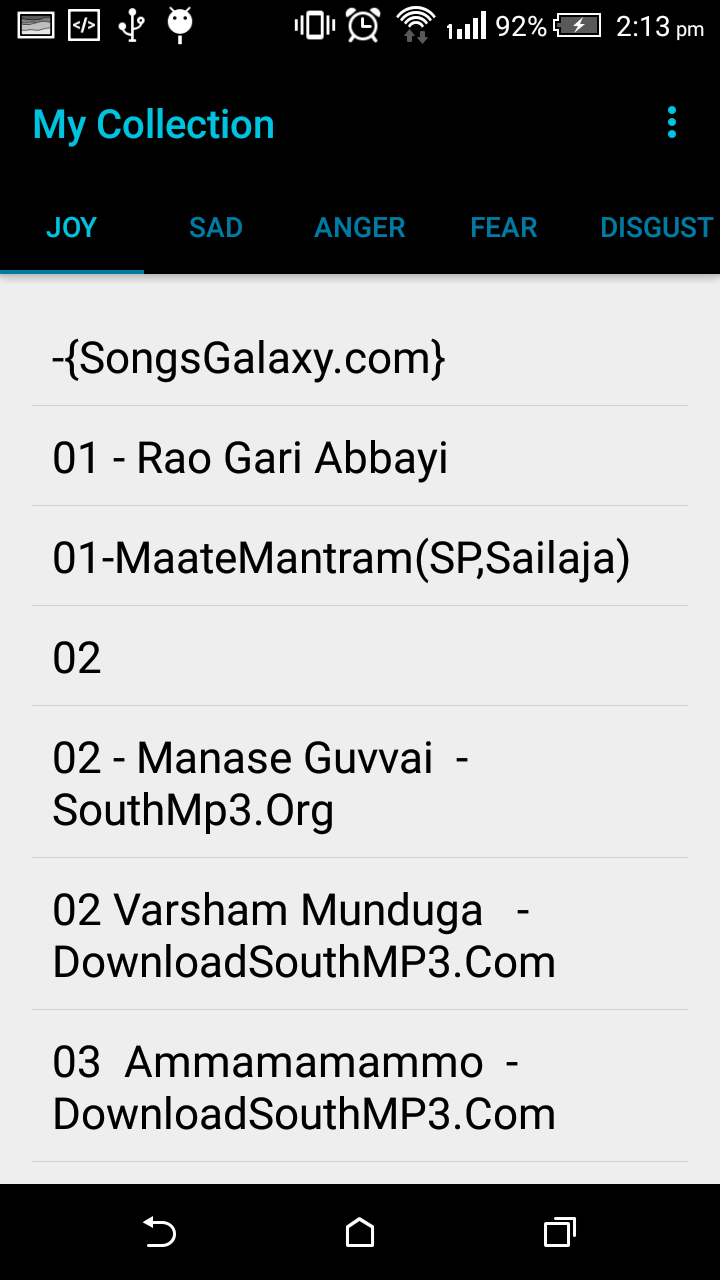 92% 2:13 pm
My Collection
JOY SAD ANGER FEAR DISGUST
-{SongsGalaxy.com}
01 - Rao Gari Abbayi
01-MaateMantram(SP,Sailaja)
02
02 - Manase Guvvai  -
SouthMp3.Org
02 Varsham Munduga   -
DownloadSouthMP3.Com
03  Ammamamammo  -
DownloadSouthMP3.Com